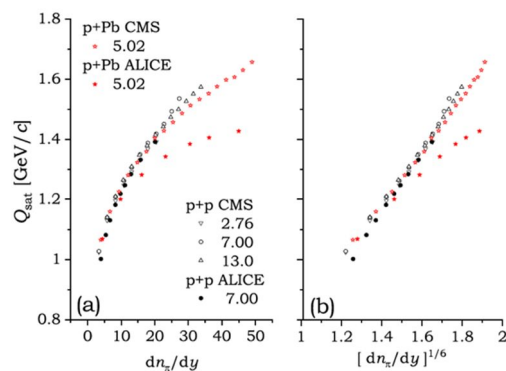 p+Pb CMS
5.02
p+Pb ALICE
5.02
p+p CMS
2.76
7.00
13.0
p+p ALICE
7.00
Q_sat [GeV/c]
1.8
1.6
1.4
1.2
1.0
0.8
(a)
(b)
0 10 20 30 40 50
1 1.2 1.4 1.6 1.8 2
dn_π/dy
[ dn_π/dy]^1/6